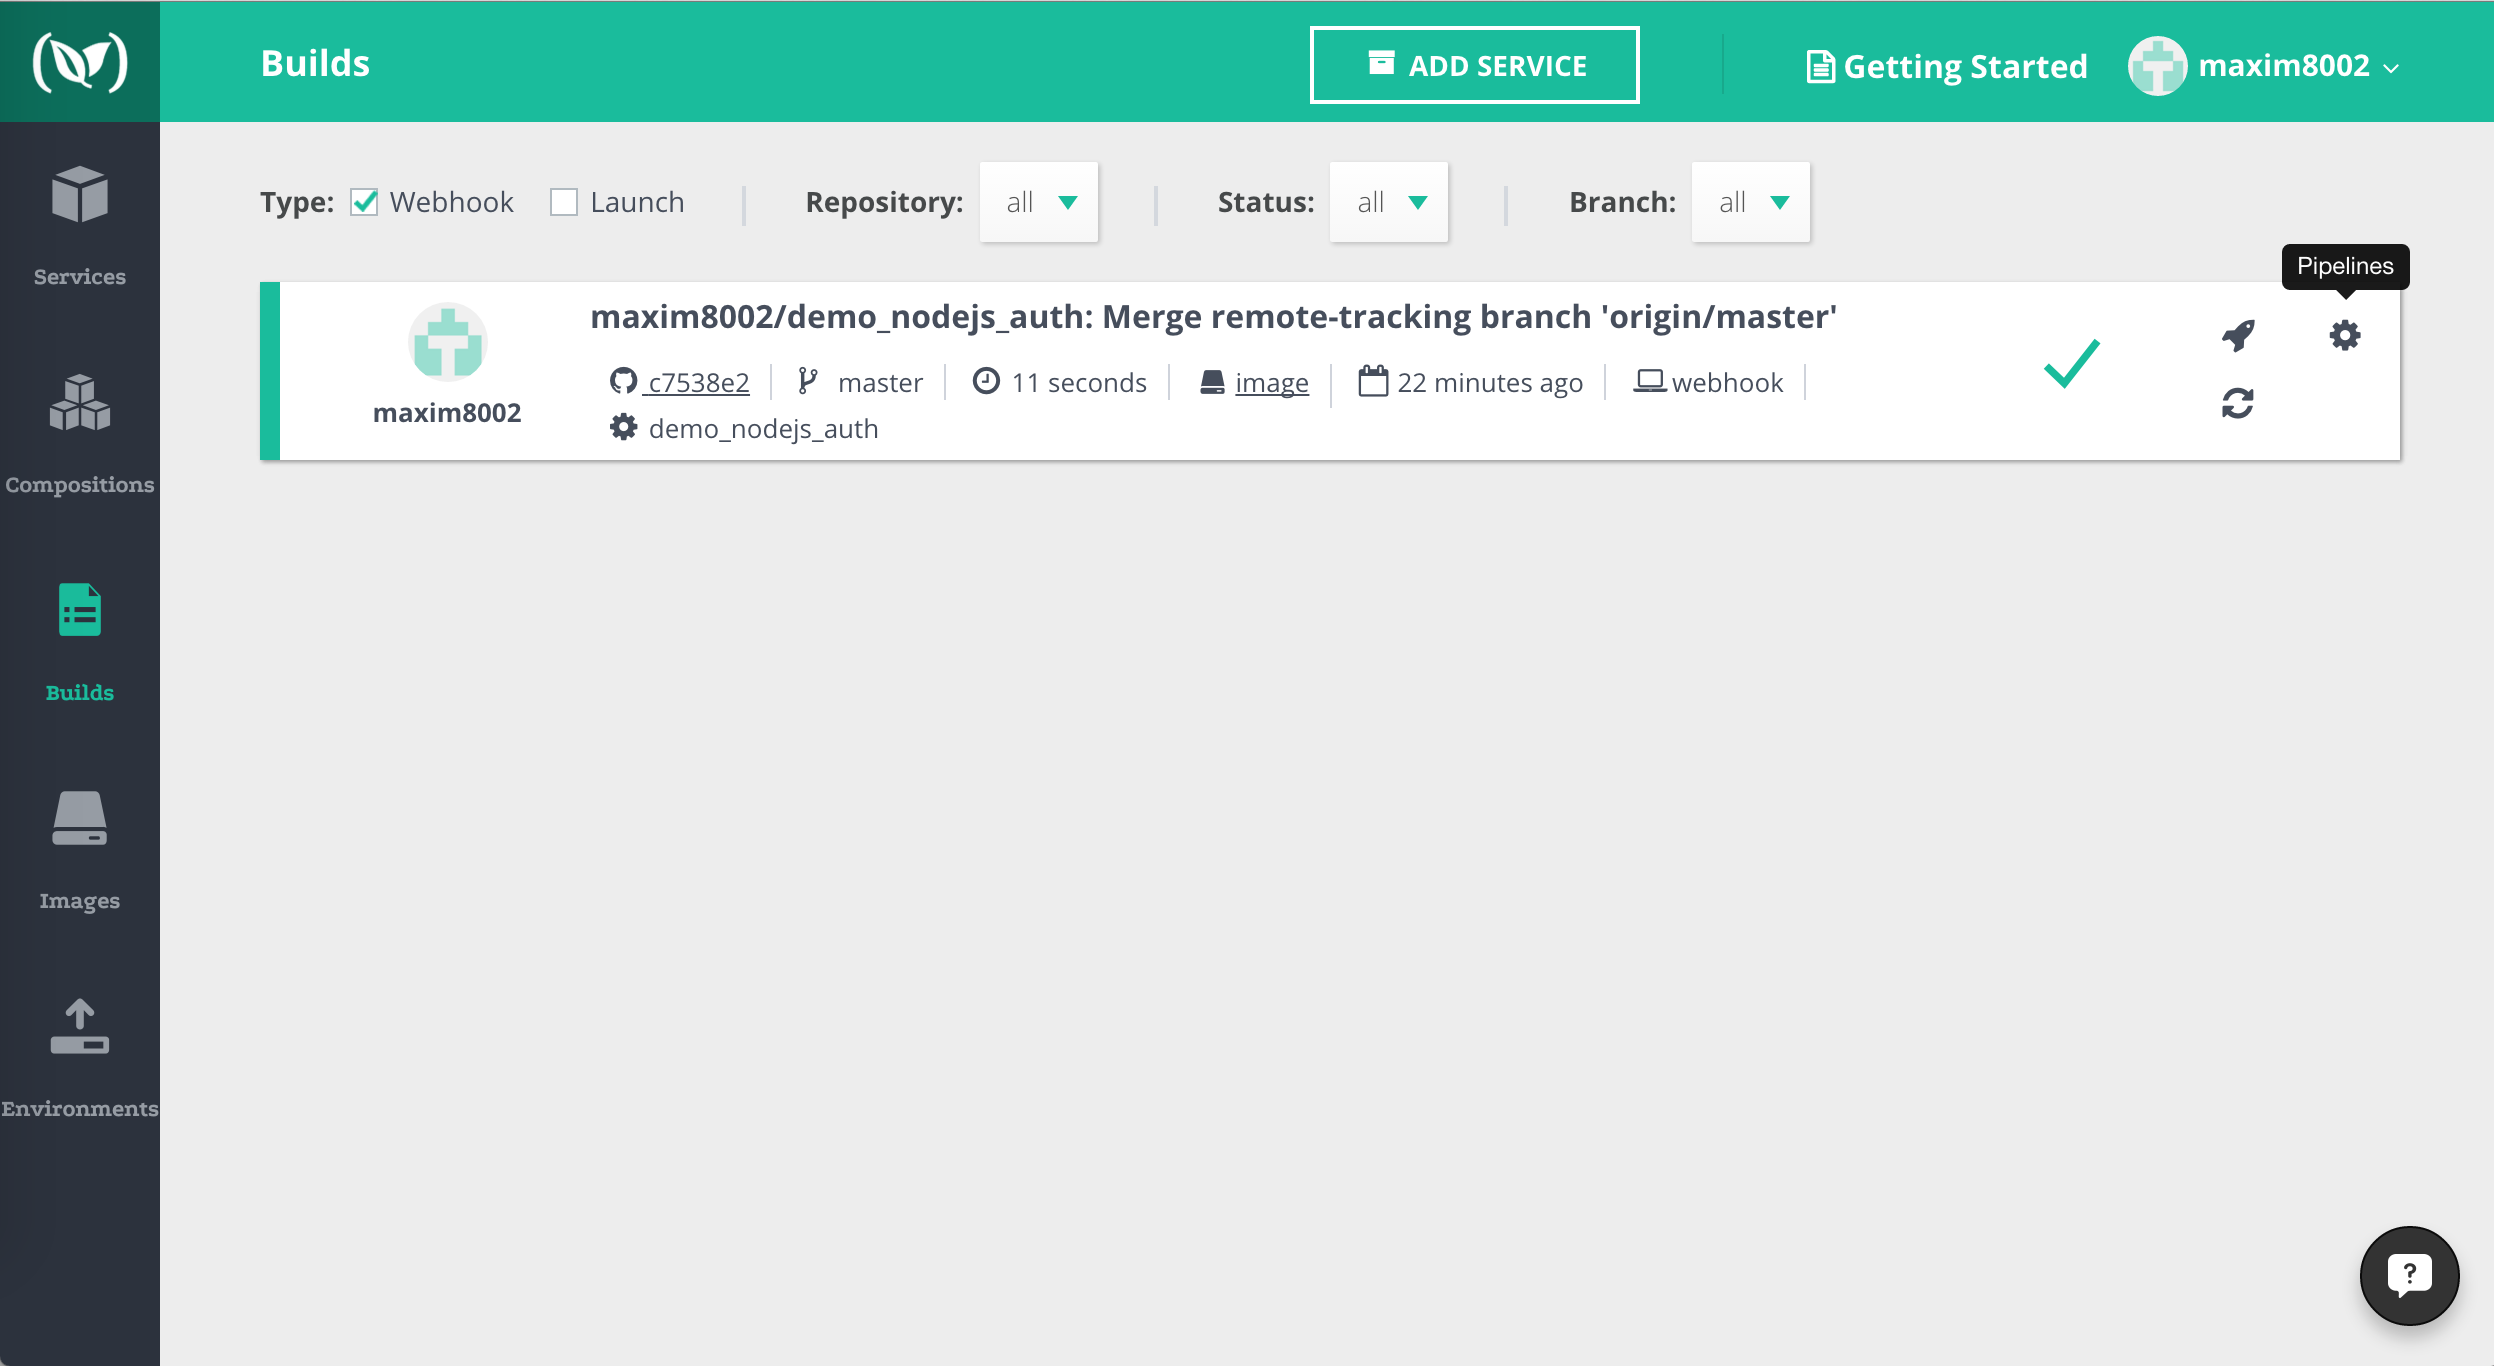 Builds
ADD SERVICE
Getting Started
maxim8002
Type: Webhook Launch Repository: all Status: all Branch: all
Pipelines
maxim8002/demo_nodejs_auth: Merge remote-tracking branch 'origin/master'
c7538e2 master 11 seconds image 22 minutes ago webhook
maxim8002
demo_nodejs_auth
Services
Compositions
Builds
Images
Environments
?